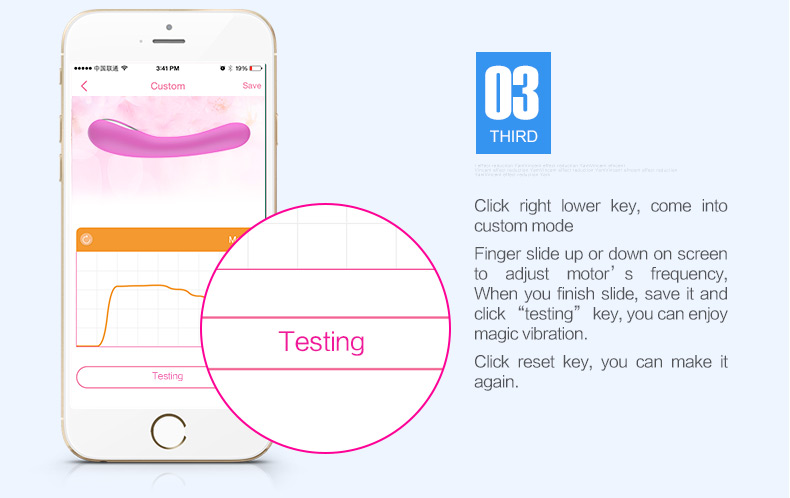 中国联通 3:41 PM 19%
Custom Save
M
Testing
Testing
03
THIRD
Click right lower key, come into
custom mode
Finger slide up or down on screen
to adjust motor’s frequency,
When you finish slide, save it and
click “testing” key, you can enjoy
magic vibration.
Click reset key, you can make it
again.